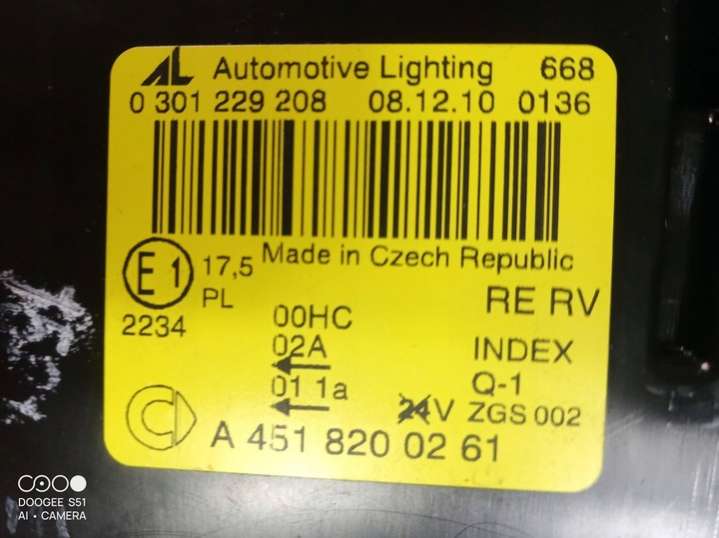 AL Automotive Lighting 668
0 301 229 208 08.12.10 0136
Made in Czech Republic
E1 17,5
PL
2234
RE RV
00HC
02A
INDEX
01 1a
Q-1
24V ZGS 002
A 451 820 02 61
DOOGEE S51
AI • CAMERA